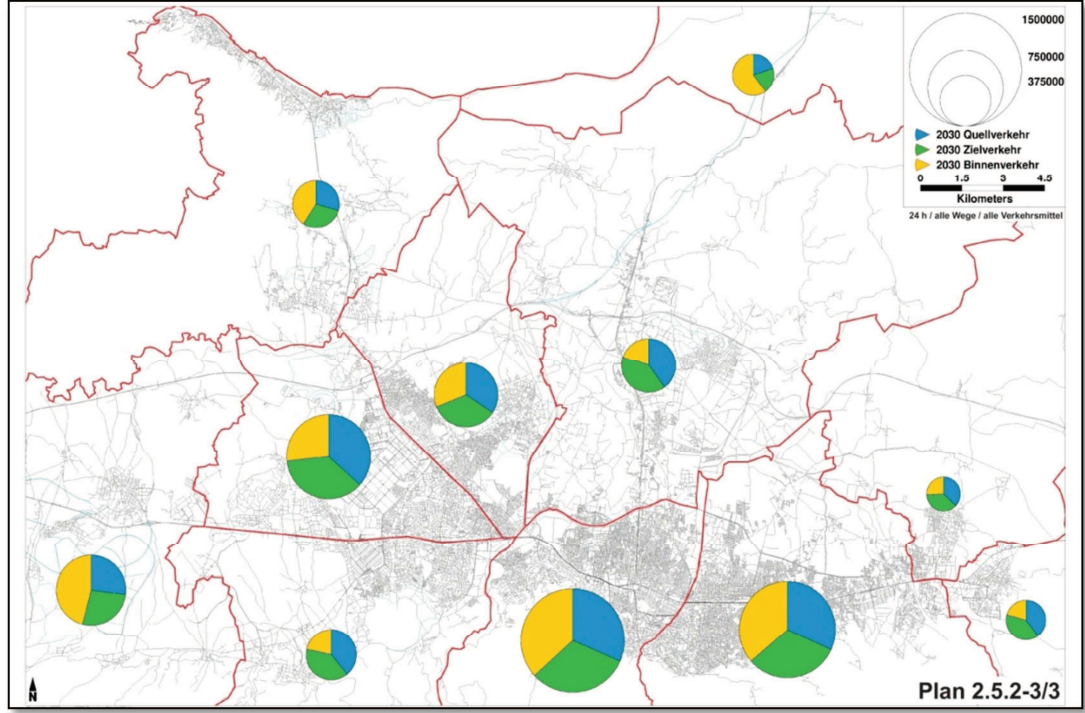 1500000
750000
375000
2030 Quellverkehr
2030 Zielverkehr
2030 Binnenverkehr
0 1.5 3 4.5
Kilometers
24 h / alle Wege / alle Verkehrsmittel
N
Plan 2.5.2-3/3